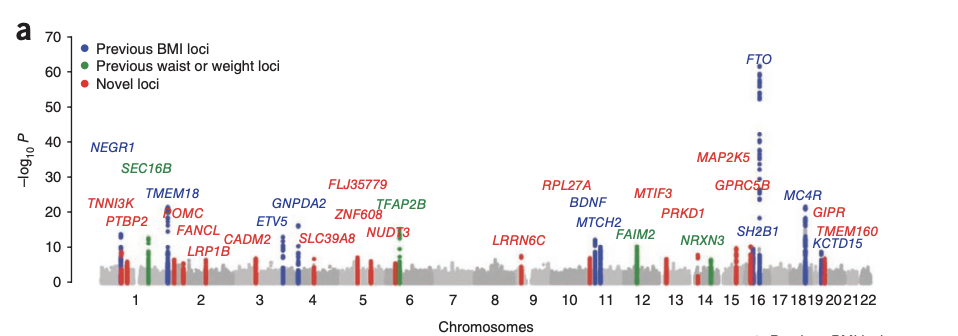 a
70
60
50
40
30
20
10
0
–log10 P
Previous BMI loci
Previous waist or weight loci
Novel loci
FTO
NEGR1
MAP2K5
SEC16B
FLJ35779
RPL27A
GPRC5B
TMEM18
MTIF3
MC4R
TNNI3K
GNPDA2
TFAP2B
BDNF
POMC
ZNF608
PRKD1
GIPR
PTBP2
ETV5
MTCH2
FANCL
NUDT3
FAIM2
SH2B1
TMEM160
CADM2
SLC39A8
LRRN6C
NRXN3
KCTD15
LRP1B
1 2 3 4 5 6 7 8 9 10 11 12 13 14 15 16 17 18 19 20 21 22
Chromosomes